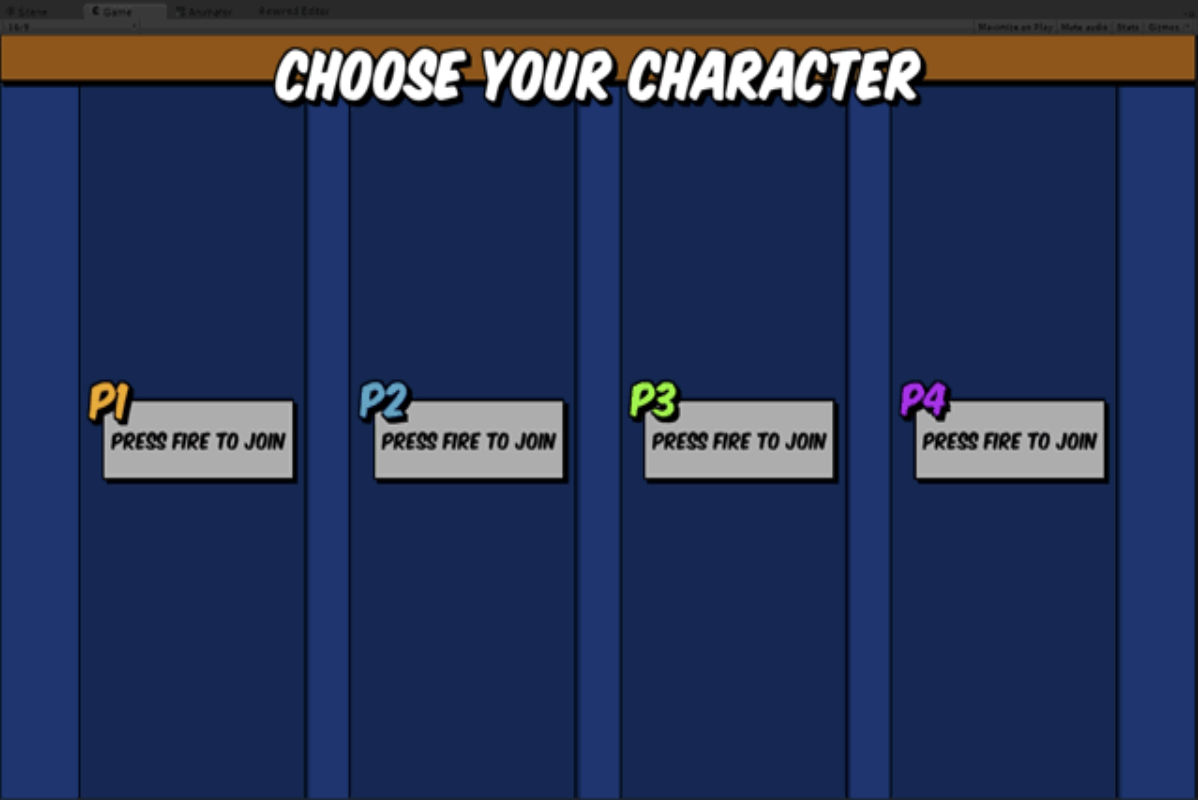 Scene Game Animator Asered Editor
16:9 Maximize on Play Mute audio Stats Gizmos
CHOOSE YOUR CHARACTER
P1 P2 P3 P4
PRESS FIRE TO JOIN PRESS FIRE TO JOIN PRESS FIRE TO JOIN PRESS FIRE TO JOIN